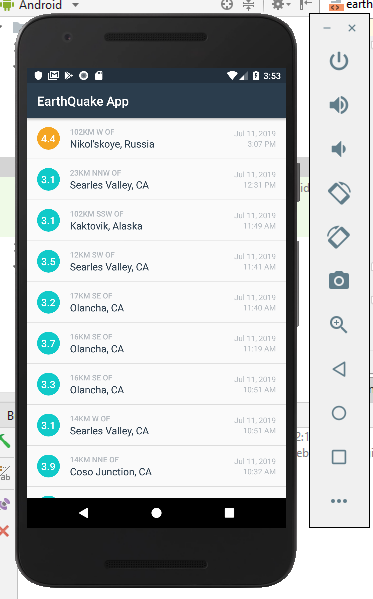 Android
earth
3:53
EarthQuake App
4.4
102KM W OF
Nikol'skoye, Russia
Jul 11, 2019
3:07 PM
3.1
23KM NNW OF
Searles Valley, CA
Jul 11, 2019
12:31 PM
3.1
102KM SSW OF
Kaktovik, Alaska
Jul 11, 2019
11:49 AM
3.5
12KM SW OF
Searles Valley, CA
Jul 11, 2019
11:41 AM
3.2
17KM SE OF
Olancha, CA
Jul 11, 2019
11:40 AM
3.7
16KM SE OF
Olancha, CA
Jul 11, 2019
11:19 AM
3.3
16KM SE OF
Olancha, CA
Jul 11, 2019
10:51 AM
3.1
14KM W OF
Searles Valley, CA
Jul 11, 2019
10:51 AM
3.9
14KM NNE OF
Coso Junction, CA
Jul 11, 2019
10:32 AM